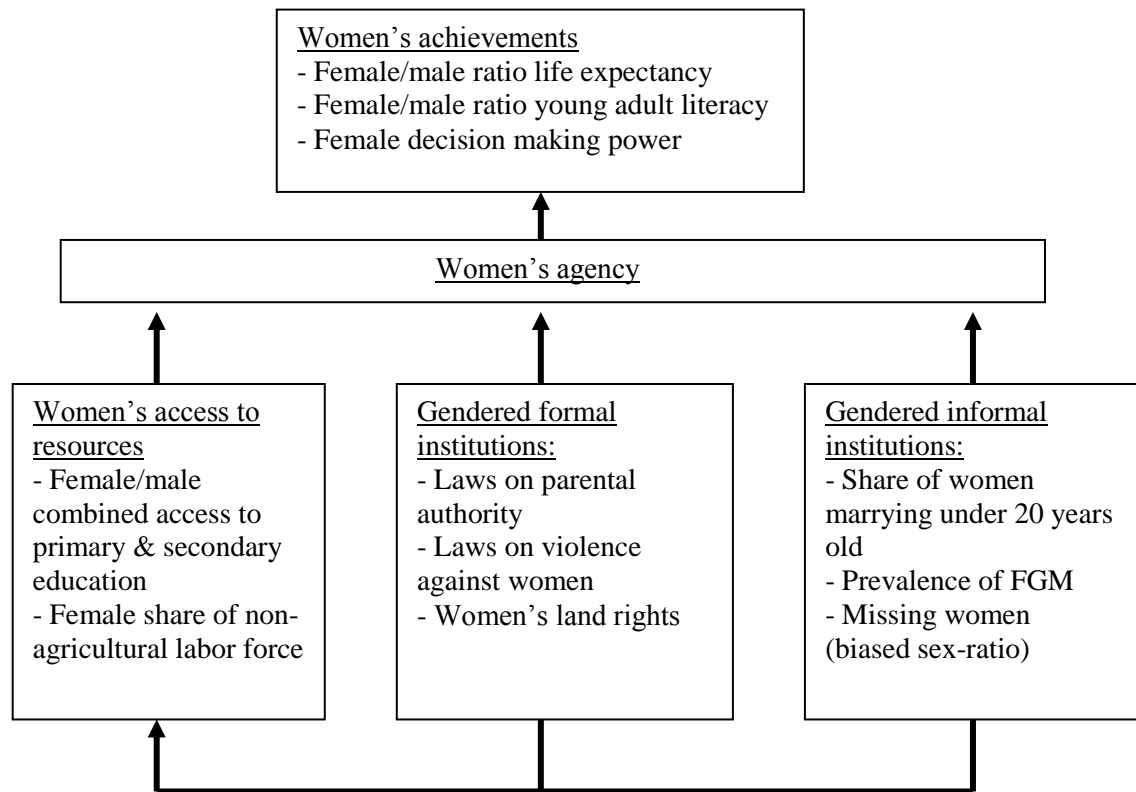 Women’s achievements
- Female/male ratio life expectancy
- Female/male ratio young adult literacy
- Female decision making power
Women’s agency
Women’s access to
resources
- Female/male
combined access to
primary & secondary
education
- Female share of non-
agricultural labor force
Gendered formal
institutions:
- Laws on parental
authority
- Laws on violence
against women
- Women’s land rights
Gendered informal
institutions:
- Share of women
marrying under 20 years
old
- Prevalence of FGM
- Missing women
(biased sex-ratio)